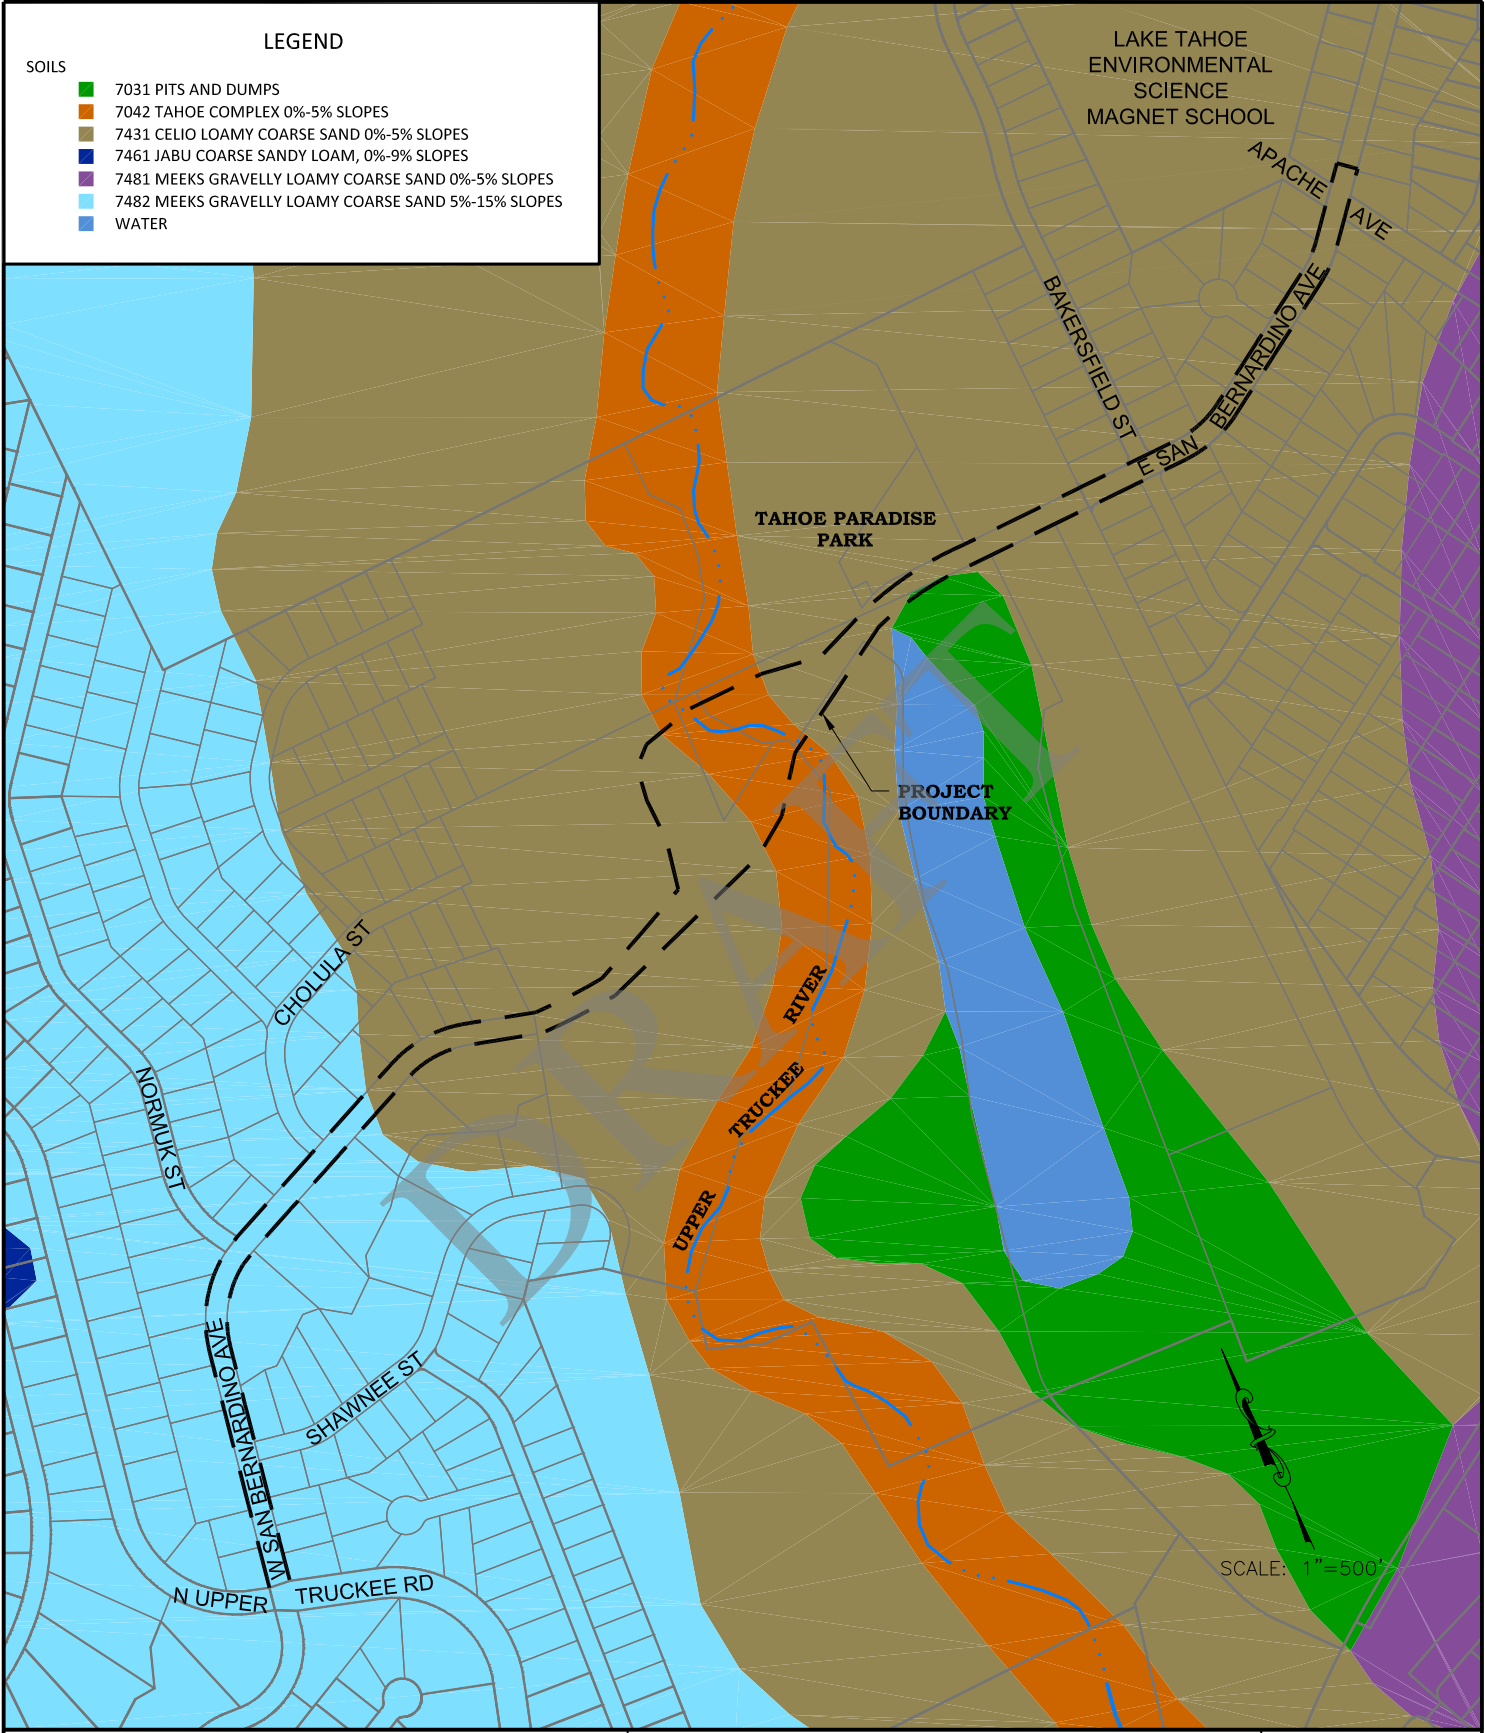 LEGEND
SOILS
7031 PITS AND DUMPS
7042 TAHOE COMPLEX 0%-5% SLOPES
7431 CELIO LOAMY COARSE SAND 0%-5% SLOPES
7461 JABU COARSE SANDY LOAM, 0%-9% SLOPES
7481 MEEKS GRAVELLY LOAMY COARSE SAND 0%-5% SLOPES
7482 MEEKS GRAVELLY LOAMY COARSE SAND 5%-15% SLOPES
WATER
LAKE TAHOE
ENVIRONMENTAL
SCIENCE
MAGNET SCHOOL
APACHE
AVE
BAKERSFIELD ST
E SAN
BERNARDINO AVE
TAHOE PARADISE
PARK
PROJECT
BOUNDARY
DRAFT
CHOLULA ST
NORMUK ST
UPPER
TRUCKEE
RIVER
W SAN BERNARDINO AVE
SHAWNEE ST
N UPPER
TRUCKEE RD
SCALE: 1"=500'